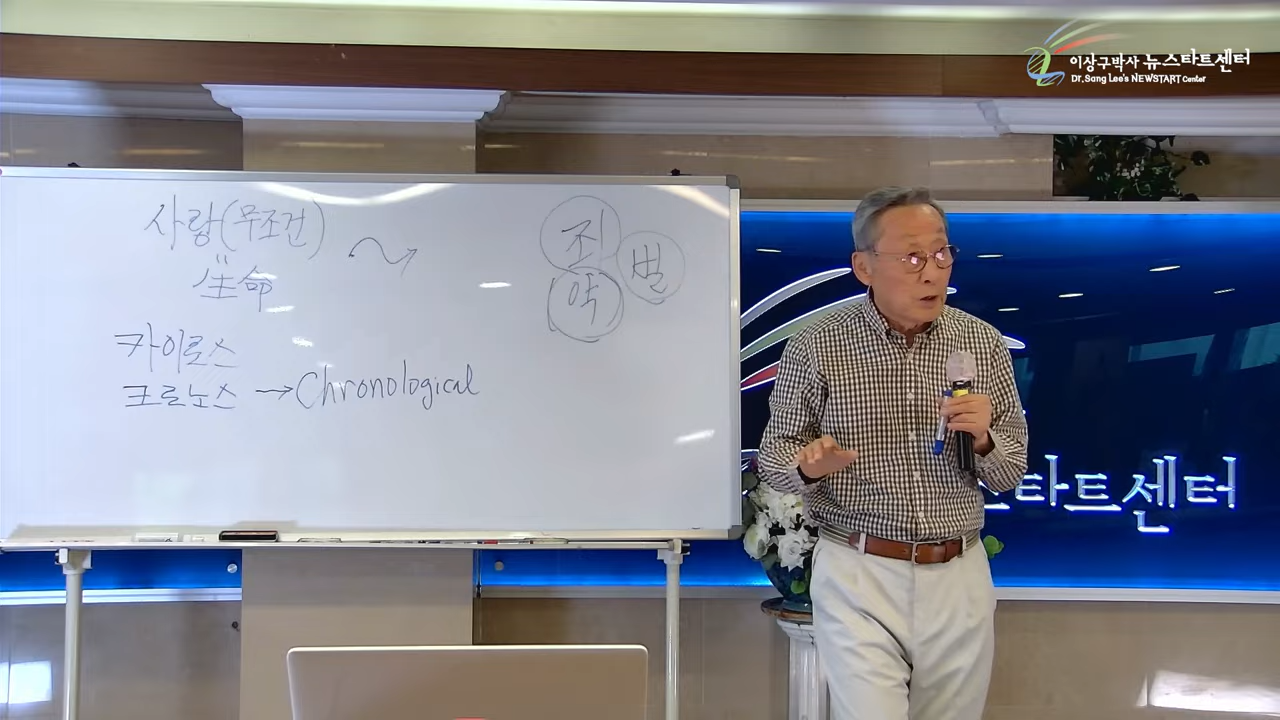 이상구박사 뉴스타트센터
Dr. Sang Lee's NEWSTART Center
사랑(무조건)
生命
카이로스
크로노스 → Chronological
죄
벌
악
스타트센터